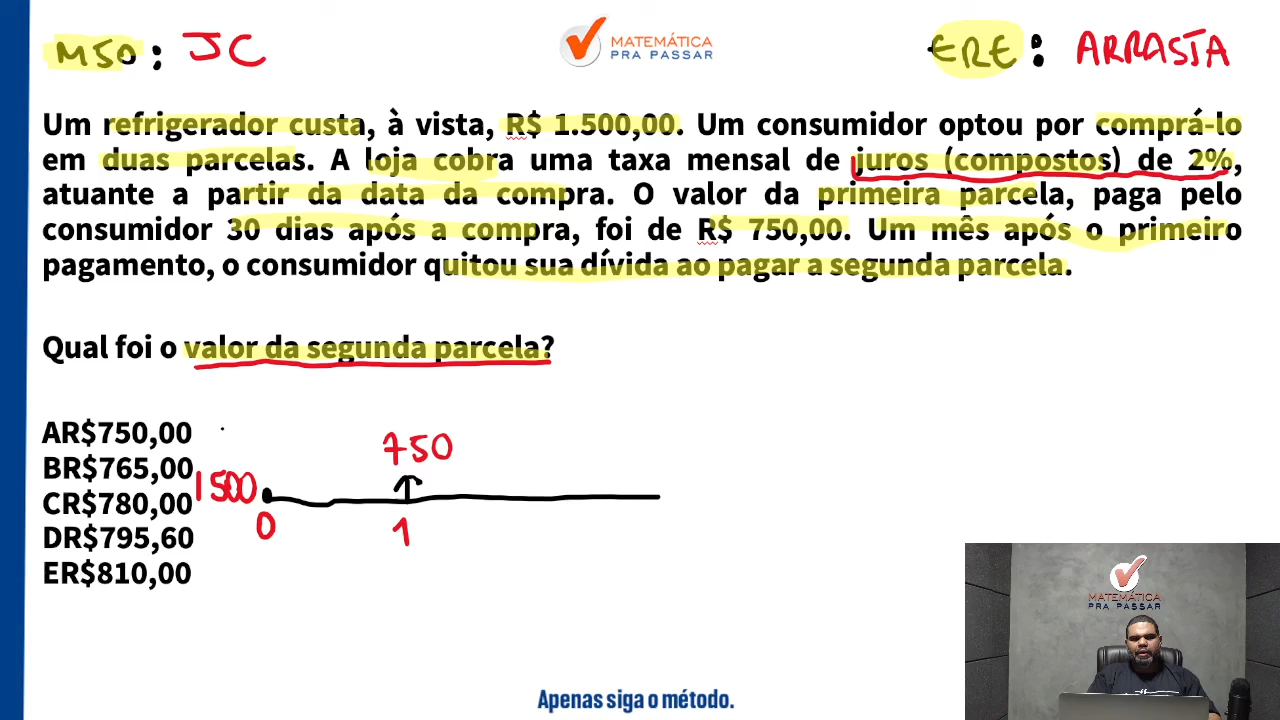 MSO: JC
MATEMÁTICA
PRA PASSAR
ERE: ARRASTA
Um refrigerador custa, à vista, R$ 1.500,00. Um consumidor optou por comprá-lo
em duas parcelas. A loja cobra uma taxa mensal de juros (compostos) de 2%,
atuante a partir da data da compra. O valor da primeira parcela, paga pelo
consumidor 30 dias após a compra, foi de R$ 750,00. Um mês após o primeiro
pagamento, o consumidor quitou sua dívida ao pagar a segunda parcela.
Qual foi o valor da segunda parcela?
AR$750,00
BR$765,00
CR$780,00
DR$795,60
ER$810,00
750
1500
0
1
MATEMÁTICA
PRA PASSAR
Apenas siga o método.